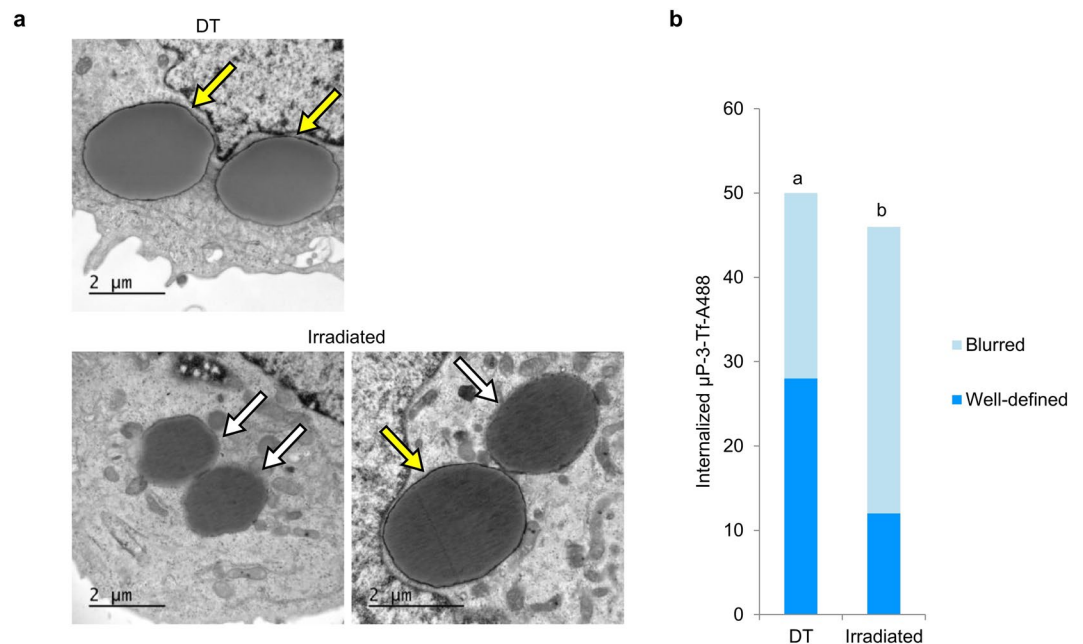 a
DT
2 µm
Irradiated
2 µm
2 µm
b
Internalized µP-3-Tf-A488
60
50
40
30
20
10
0
a
b
Blurred
Well-defined
DT
Irradiated